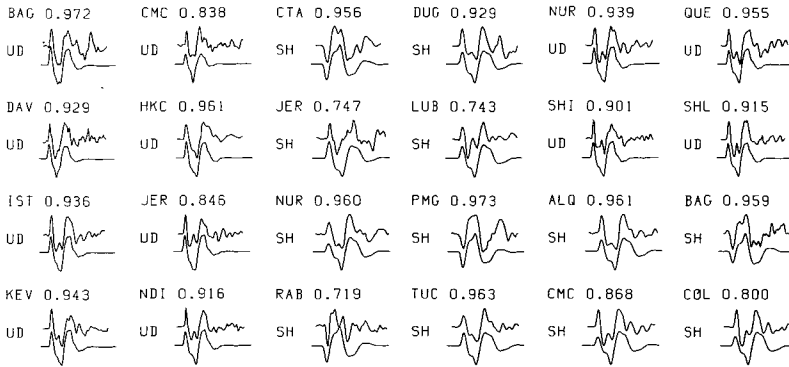 BAG 0.972 CMC 0.838 CTA 0.956 DUG 0.929 NUR 0.939 QUE 0.955
UD UD SH SH UD UD
DAV 0.929 HKC 0.961 JER 0.747 LUB 0.743 SHI 0.901 SHL 0.915
UD UD SH SH UD UD
IST 0.936 JER 0.846 NUR 0.960 PMG 0.973 ALQ 0.961 BAG 0.959
UD UD SH SH SH SH
KEV 0.943 NDI 0.916 RAB 0.719 TUC 0.963 CMC 0.868 COL 0.800
UD UD SH SH SH SH